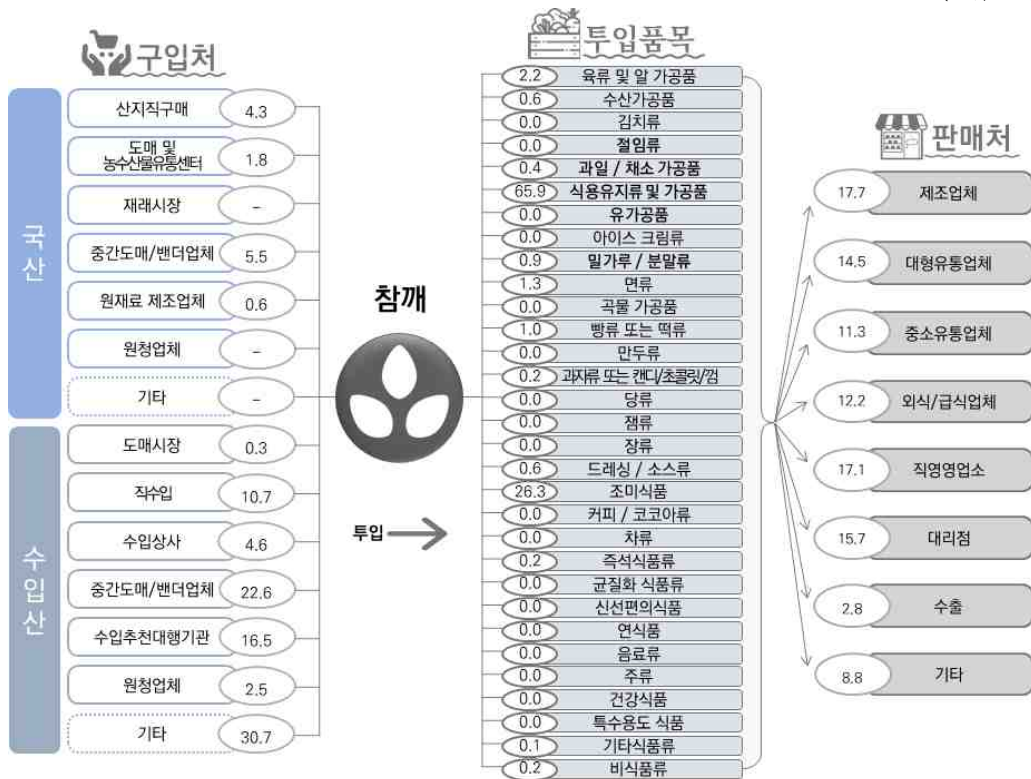 구입처
국산
산지직구매 4.3
도매 및
농수산물유통센터 1.8
재래시장 -
중간도매/밴더업체 5.5
원재료 제조업체 0.6
원청업체 -
기타 -
수입산
도매시장 0.3
직수입 10.7
수입상사 4.6
중간도매/밴더업체 22.6
수입추천대행기관 16.5
원청업체 2.5
기타 30.7
참깨
투입
투입품목
2.2 육류 및 알 가공품
0.6 수산가공품
0.0 김치류
0.0 절임류
0.4 과일 / 채소 가공품
65.9 식용유지류 및 가공품
0.0 유가공품
0.0 아이스 크림류
0.9 밀가루 / 분말류
1.3 면류
0.0 곡물 가공품
1.0 빵류 또는 떡류
0.0 만두류
0.2 과자류 또는 캔디/초콜릿/껌
0.0 당류
0.0 잼류
0.0 장류
0.6 드레싱 / 소스류
26.3 조미식품
0.0 커피 / 코코아류
0.0 차류
0.2 즉석식품류
0.0 균질화 식품류
0.0 신선편의식품
0.0 연식품
0.0 음료류
0.0 주류
0.0 건강식품
0.0 특수용도 식품
0.1 기타식품류
0.2 비식품류
판매처
17.7 제조업체
14.5 대형유통업체
11.3 중소유통업체
12.2 외식/급식업체
17.1 직영영업소
15.7 대리점
2.8 수출
8.8 기타